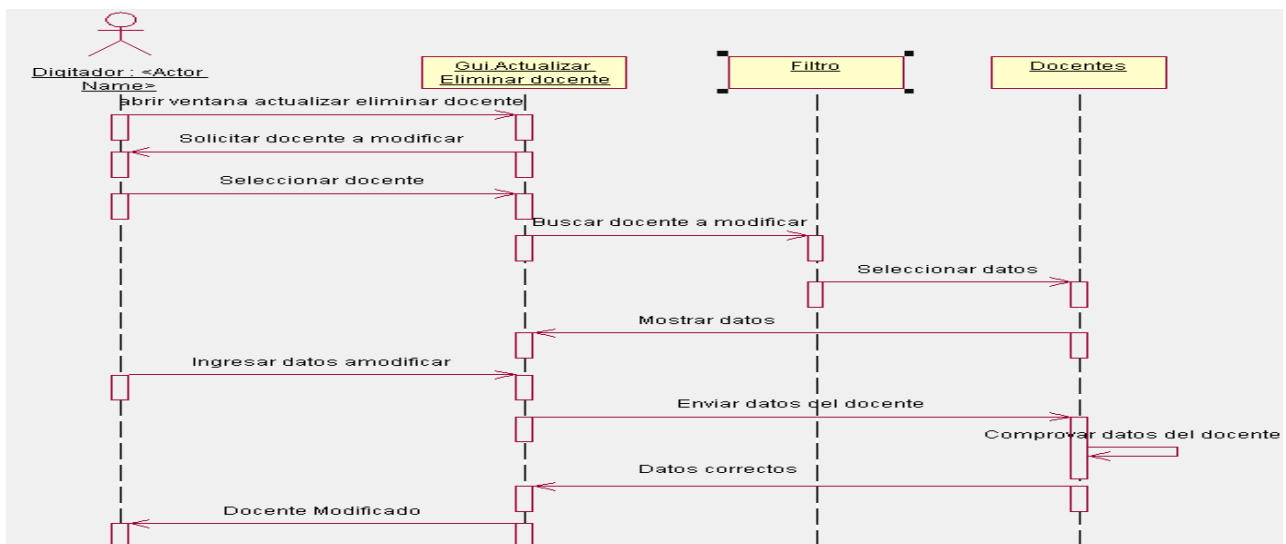 Digitador : <Actor
Name>
Gui.Actualizar
Eliminar docente
Filtro
Docentes
abrir ventana actualizar eliminar docente
Solicitar docente a modificar
Seleccionar docente
Buscar docente a modificar
Seleccionar datos
Mostrar datos
Ingresar datos amodificar
Enviar datos del docente
Comprovar datos del docente
Datos correctos
Docente Modificado